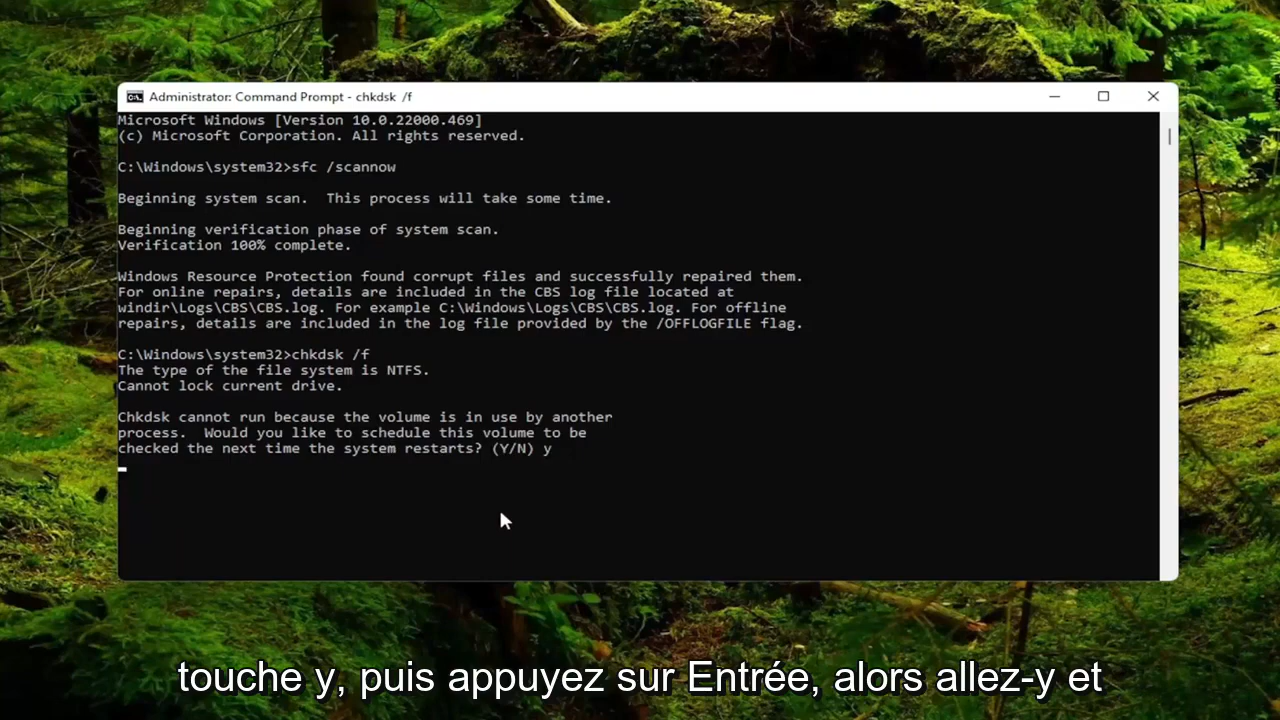 Administrator: Command Prompt - chkdsk /f
Microsoft Windows [Version 10.0.22000.469]
(c) Microsoft Corporation. All rights reserved.
C:\Windows\system32>sfc /scannow
Beginning system scan.  This process will take some time.
Beginning verification phase of system scan.
Verification 100% complete.
Windows Resource Protection found corrupt files and successfully repaired them.
For online repairs, details are included in the CBS log file located at
windir\Logs\CBS\CBS.log. For example C:\Windows\Logs\CBS\CBS.log. For offline
repairs, details are included in the log file provided by the /OFFLOGFILE flag.
C:\Windows\system32>chkdsk /f
The type of the file system is NTFS.
Cannot lock current drive.
Chkdsk cannot run because the volume is in use by another
process.  Would you like to schedule this volume to be
checked the next time the system restarts? (Y/N) y
touche y, puis appuyez sur Entrée, alors allez-y et